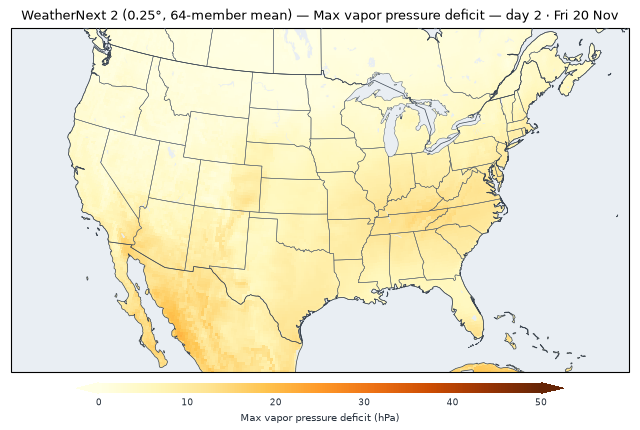 WeatherNext 2 (0.25°, 64-member mean) — Max vapor pressure deficit — day 2 · Fri 20 Nov
0 10 20 30 40 50
Max vapor pressure deficit (hPa)